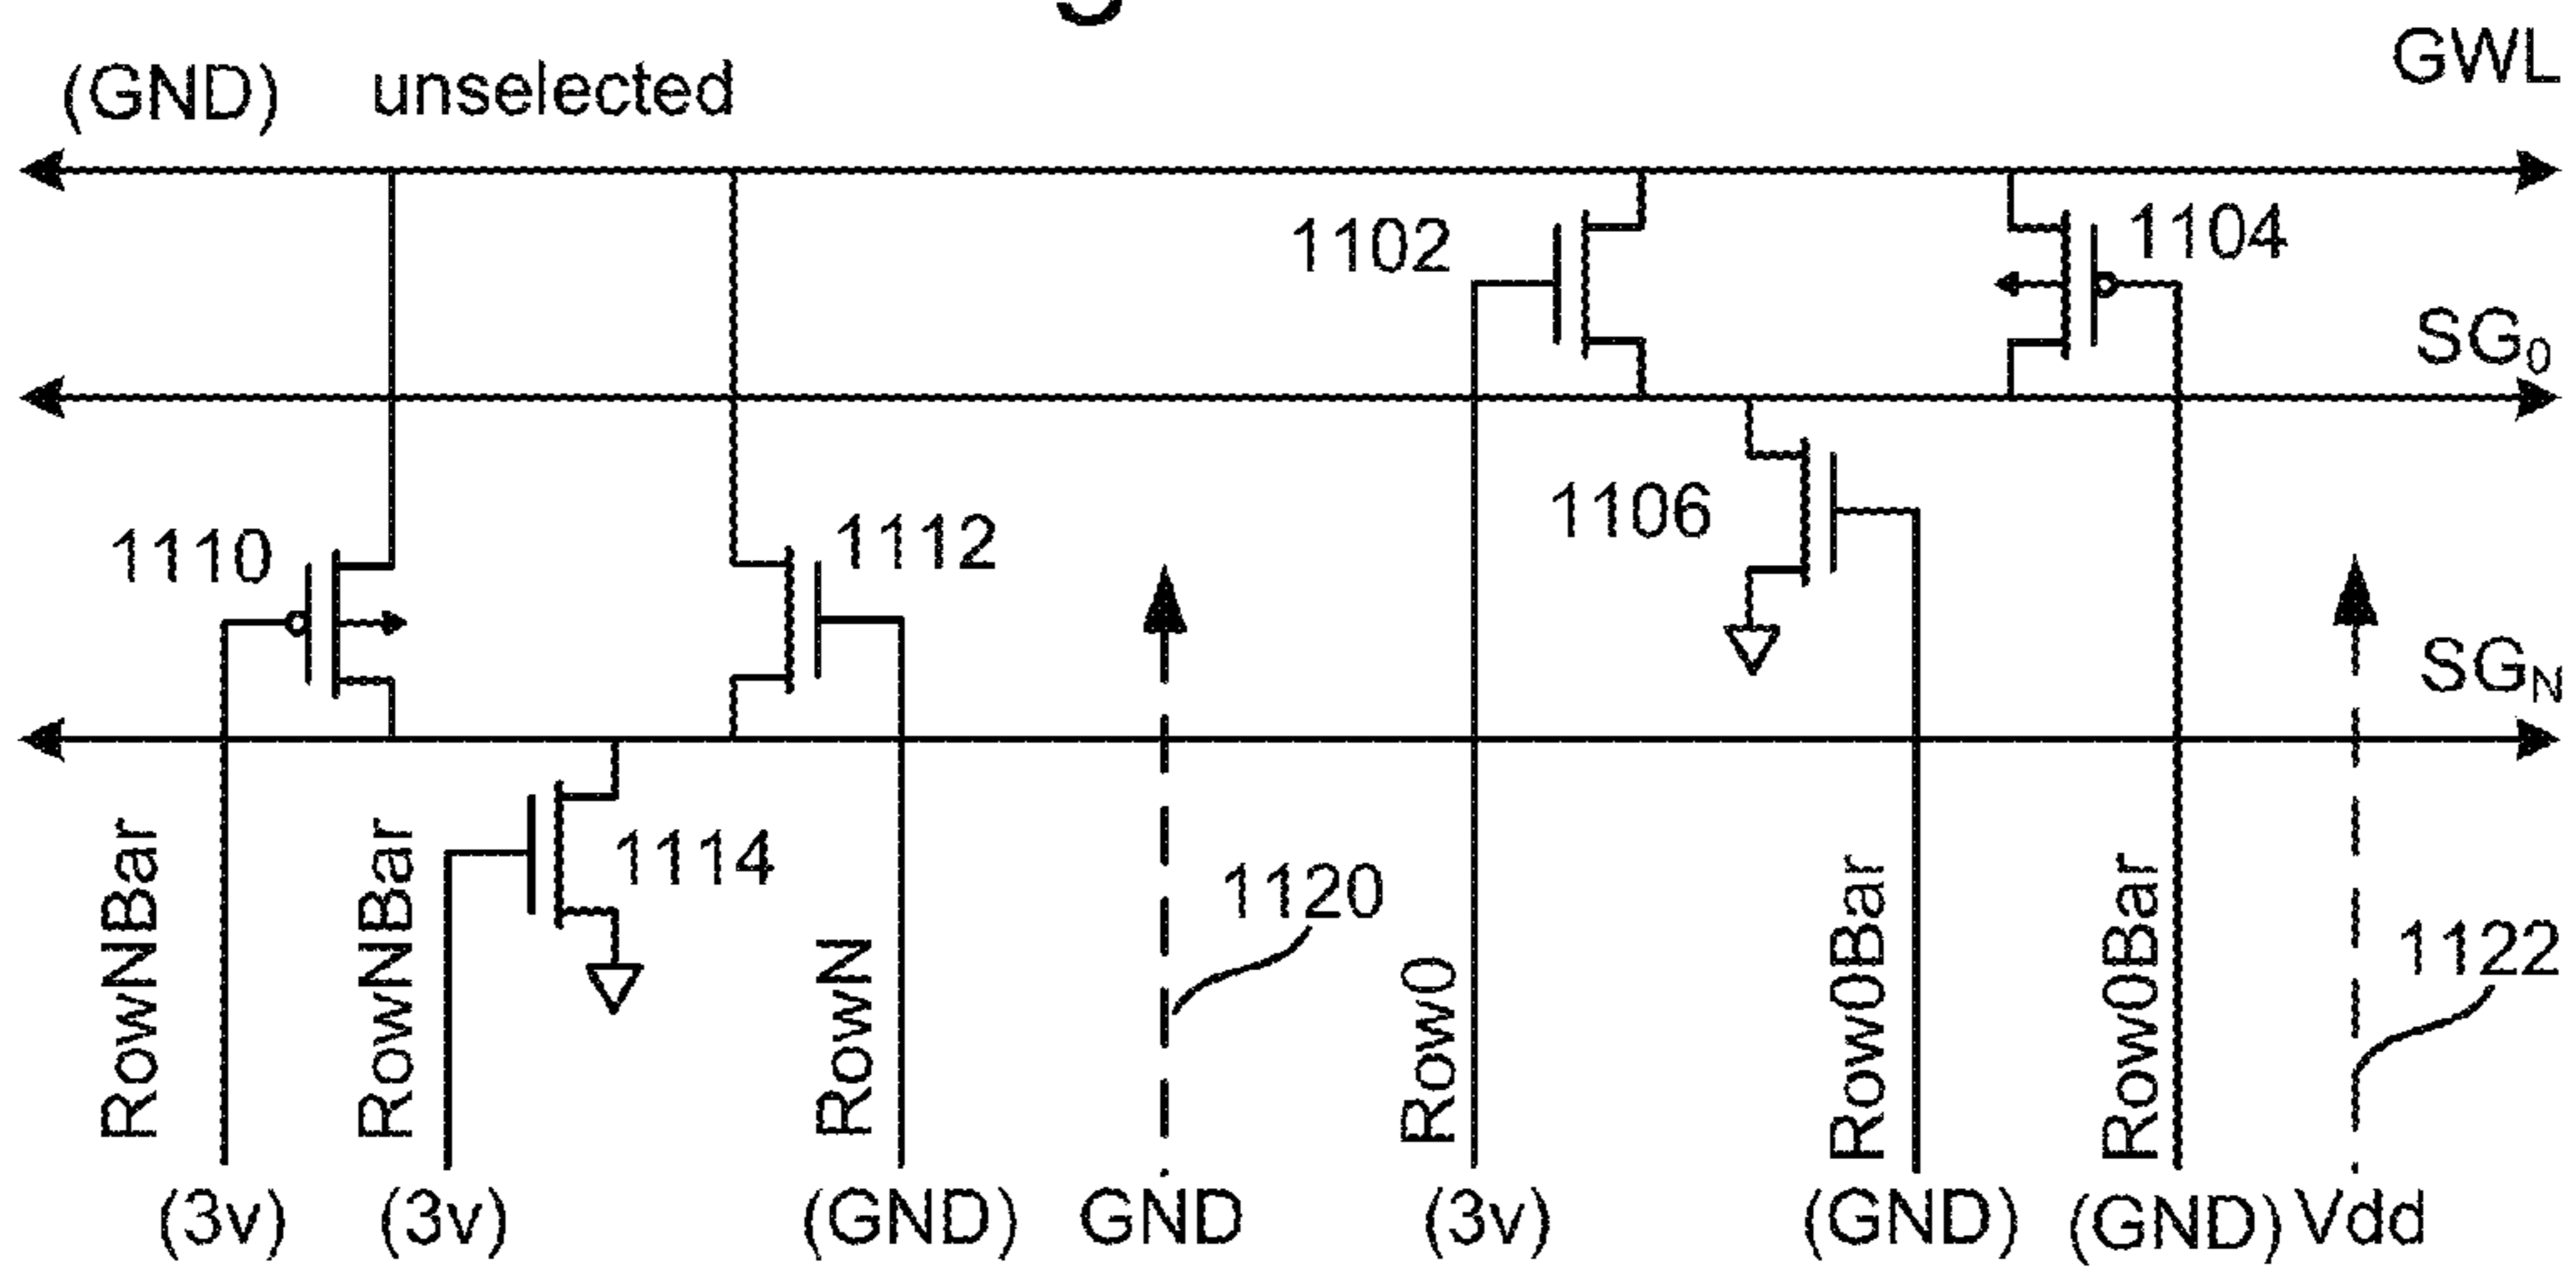 (GND) unselected GWL
1102 1104
SG0
1106
1110 1112
SGN
1114
1120
1122
RowNBar RowNBar RowN Row0 Row0Bar Row0Bar
(3v) (3v) (GND) GND (3v) (GND) (GND) Vdd